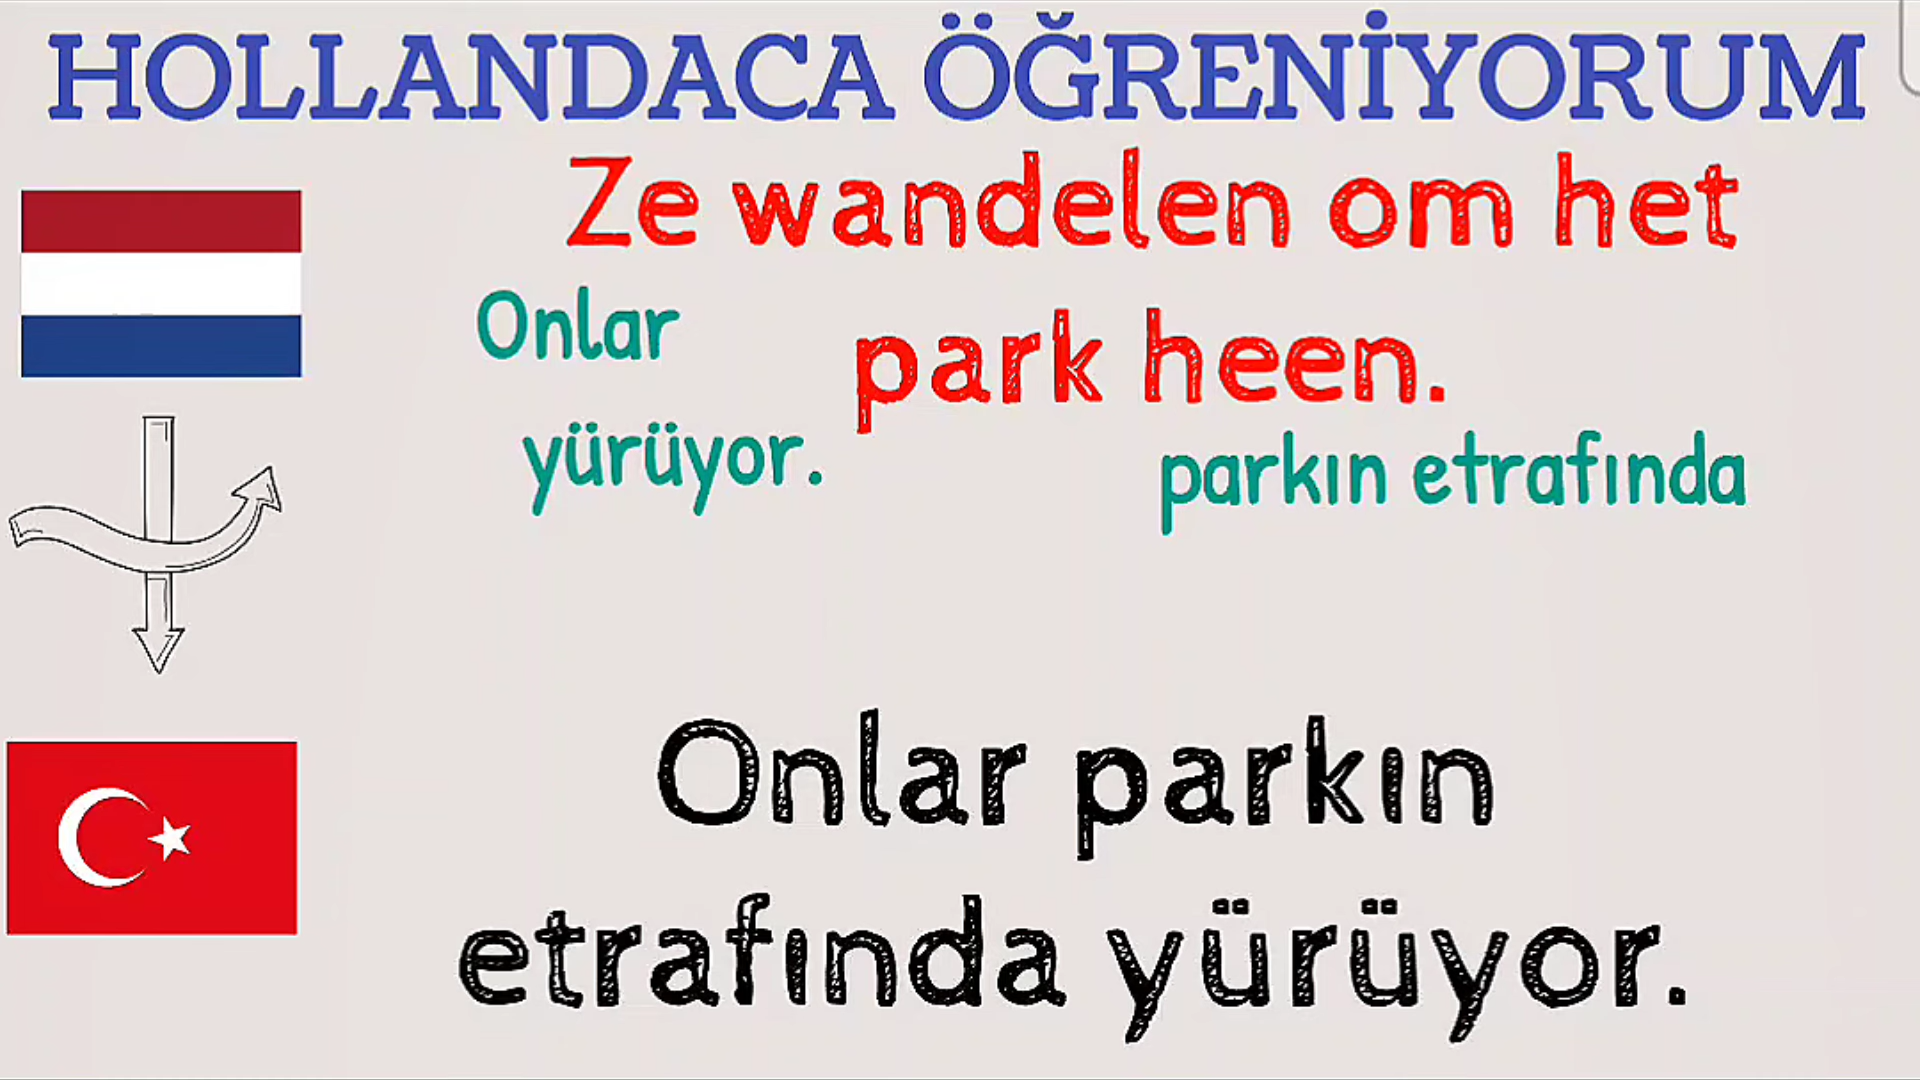 HOLLANDACA ÖĞRENİYORUM
Ze wandelen om het
Onlar
park heen.
yürüyor.
parkın etrafında
Onlar parkın
etrafında yürüyor.